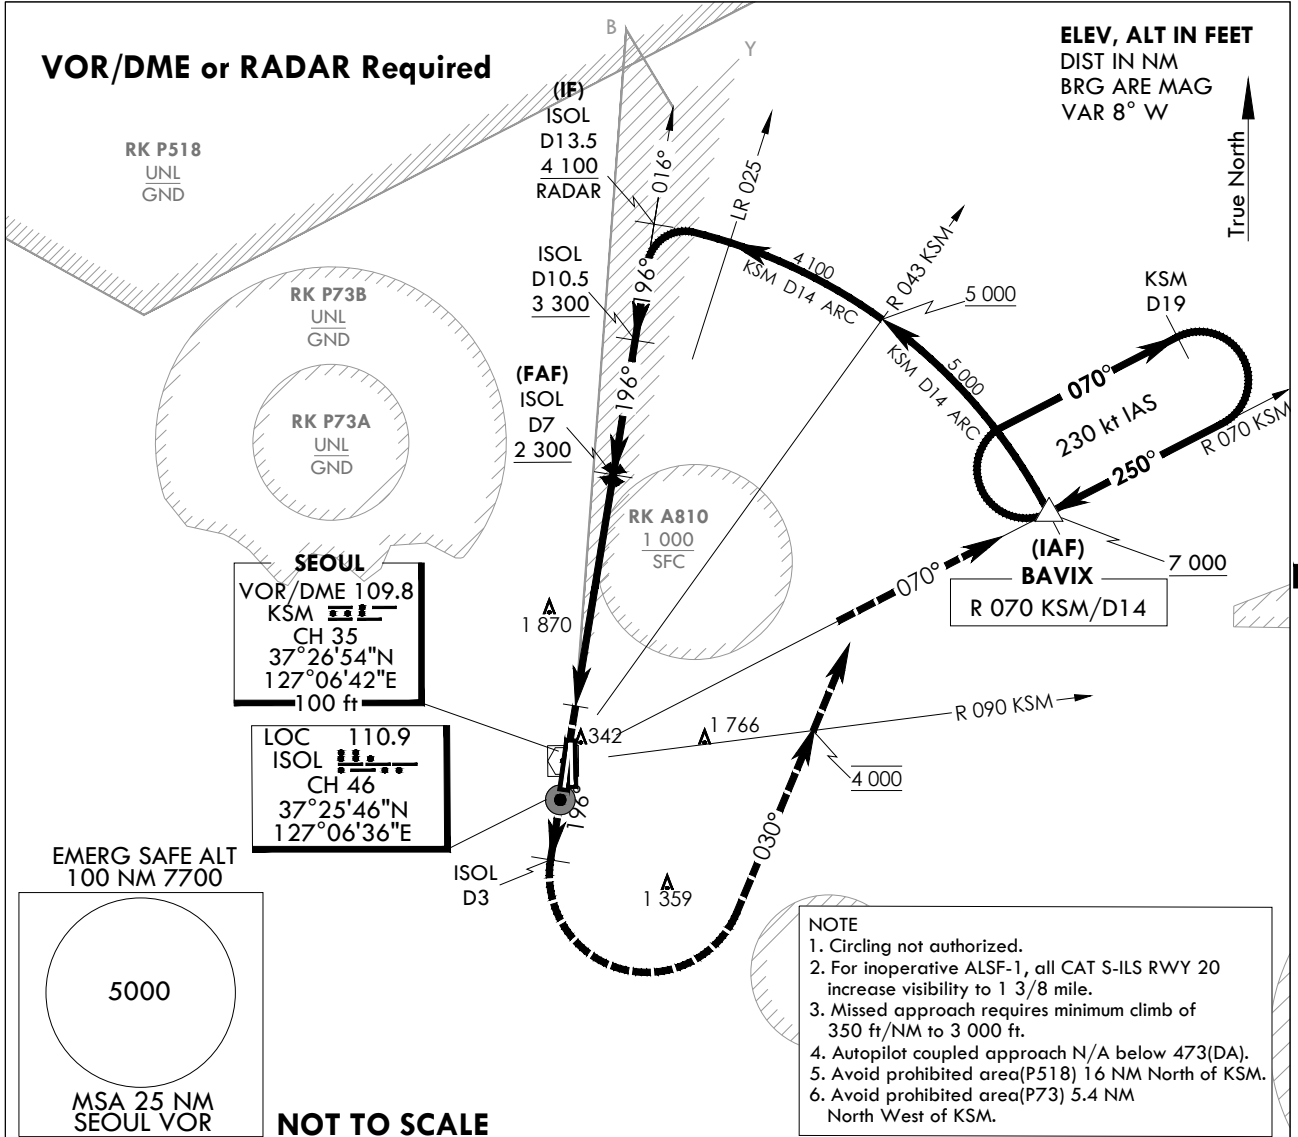 VOR/DME or RADAR Required
ELEV, ALT IN FEET
DIST IN NM
BRG ARE MAG
VAR 8° W
True North
B
Y
RK P518
UNL
GND
(IF)
ISOL
D13.5
4 100
RADAR
016°
LR 025
R 043 KSM
ISOL
D10.5
3 300
196°
4 100
KSM D14 ARC
5 000
KSM
D19
RK P73B
UNL
GND
5 000
KSM D14 ARC
070°
230 kt IAS
250°
R 070 KSM
(FAF)
ISOL
D7
2 300
196°
RK P73A
UNL
GND
RK A810
1 000
SFC
(IAF)
BAVIX
R 070 KSM/D14
7 000
070°
SEOUL
VOR/DME 109.8
KSM
CH 35
37°26'54"N
127°06'42"E
100 ft
1 870
342
1 766
R 090 KSM
4 000
LOC 110.9
ISOL
CH 46
37°25'46"N
127°06'36"E
196°
030°
ISOL
D3
1 359
EMERG SAFE ALT
100 NM 7700
5000
MSA 25 NM
SEOUL VOR
NOT TO SCALE
NOTE
1. Circling not authorized.
2. For inoperative ALSF-1, all CAT S-ILS RWY 20
increase visibility to 1 3/8 mile.
3. Missed approach requires minimum climb of
350 ft/NM to 3 000 ft.
4. Autopilot coupled approach N/A below 473(DA).
5. Avoid prohibited area(P518) 16 NM North of KSM.
6. Avoid prohibited area(P73) 5.4 NM
North West of KSM.